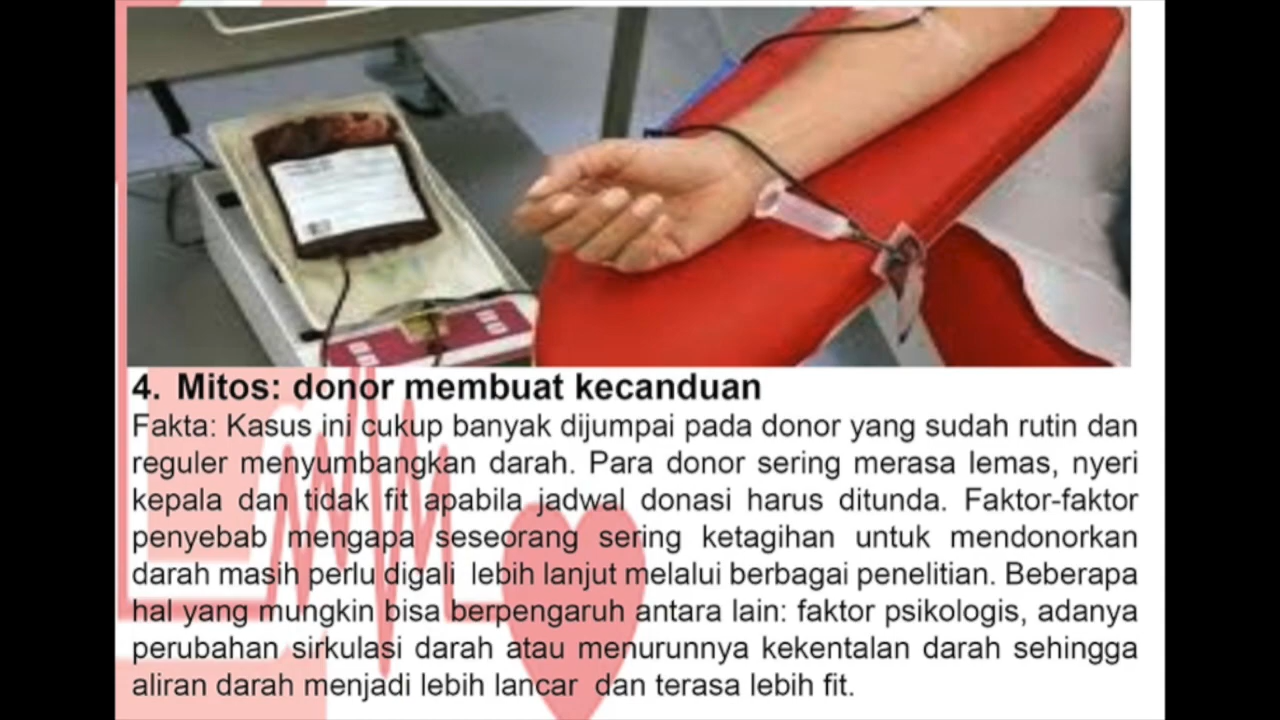 4. Mitos: donor membuat kecanduan
Fakta: Kasus ini cukup banyak dijumpai pada donor yang sudah rutin dan
reguler menyumbangkan darah. Para donor sering merasa lemas, nyeri
kepala dan tidak fit apabila jadwal donasi harus ditunda. Faktor-faktor
penyebab mengapa seseorang sering ketagihan untuk mendonorkan
darah masih perlu digali lebih lanjut melalui berbagai penelitian. Beberapa
hal yang mungkin bisa berpengaruh antara lain: faktor psikologis, adanya
perubahan sirkulasi darah atau menurunnya kekentalan darah sehingga
aliran darah menjadi lebih lancar dan terasa lebih fit.